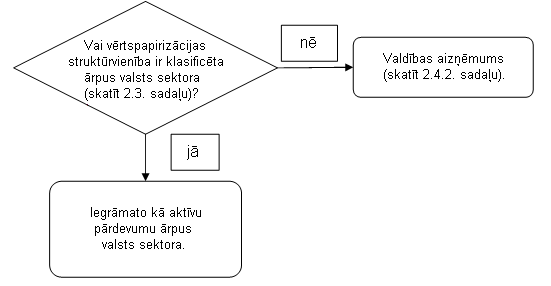 Vai vērtspapirizācijas
struktūrvienība ir klasificēta
ārpus valsts sektora
(skatīt 2.3. sadaļu)?
nē
Valdības aizņēmums
(skatīt 2.4.2. sadaļu).
jā
Iegrāmato kā aktīvu
pārdevumu ārpus
valsts sektora.